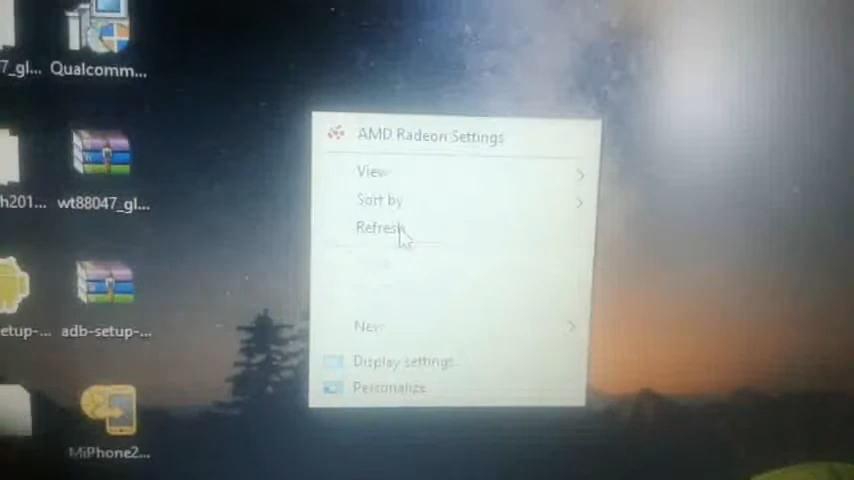 7_gl... Qualcomm...
AMD Radeon Settings
View
Sort by
h201... wt88047_gl...
Refresh
New
etup-... adb-setup-...
Display settings
Personalize
MiPhone2...